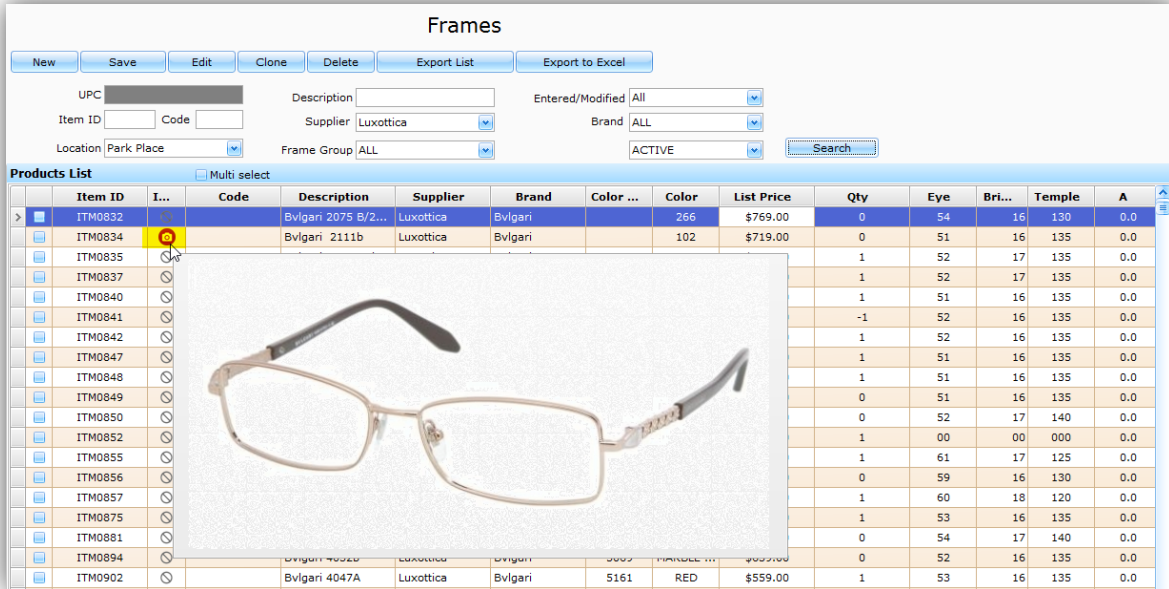 Frames
New Save Edit Clone Delete Export List Export to Excel
UPC Description Entered/Modified All
Item ID Code Supplier Luxottica Brand ALL
Location Park Place Frame Group ALL ACTIVE Search
Products List Multi select
Item ID I... Code Description Supplier Brand Color ... Color List Price Qty Eye Bri... Temple A
ITM0832 Bvlgari 2075 B/2... Luxottica Bvlgari 266 $769.00 0 54 16 130 0.0
ITM0834 Bvlgari 2111b Luxottica Bvlgari 102 $719.00 0 51 16 135 0.0
ITM0835 1 52 17 135 0.0
ITM0837 1 52 17 135 0.0
ITM0840 1 51 16 135 0.0
ITM0841 -1 52 16 135 0.0
ITM0842 1 52 16 135 0.0
ITM0847 1 51 16 135 0.0
ITM0848 1 51 16 135 0.0
ITM0849 0 51 16 135 0.0
ITM0850 0 52 17 140 0.0
ITM0852 1 00 00 000 0.0
ITM0855 1 61 17 125 0.0
ITM0856 0 59 16 130 0.0
ITM0857 1 60 18 120 0.0
ITM0875 1 53 16 135 0.0
ITM0881 0 54 17 140 0.0
ITM0894 Luxottica Bvlgari 0 52 16 135 0.0
ITM0902 Bvlgari 4047A Luxottica Bvlgari 5161 RED $559.00 1 53 16 135 0.0